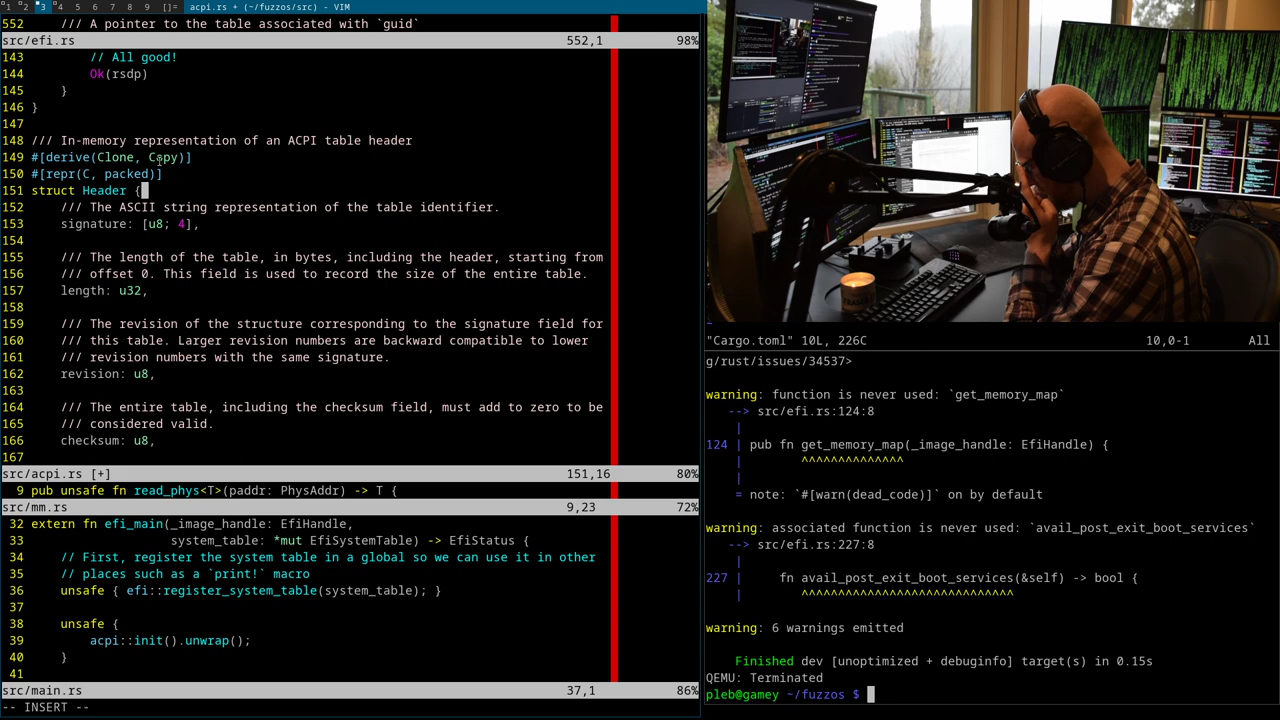 1 2 3 4 5 6 7 8 9 []= acpi.rs + (~/fuzzos/src) - VIM
552     /// A pointer to the table associated with `guid`
src/efi.rs 552,1 98%
143         // All good!
144         Ok(rsdp)
145     }
146 }
147
148 /// In-memory representation of an ACPI table header
149 #[derive(Clone, Copy)]
150 #[repr(C, packed)]
151 struct Header {
152     /// The ASCII string representation of the table identifier.
153     signature: [u8; 4],
154
155     /// The length of the table, in bytes, including the header, starting from
156     /// offset 0. This field is used to record the size of the entire table.
157     length: u32,
158
159     /// The revision of the structure corresponding to the signature field for
160     /// this table. Larger revision numbers are backward compatible to lower
161     /// revision numbers with the same signature.
162     revision: u8,
163
164     /// The entire table, including the checksum field, must add to zero to be
165     /// considered valid.
166     checksum: u8,
167
src/acpi.rs [+] 151,16 80%
9 pub unsafe fn read_phys<T>(paddr: PhysAddr) -> T {
src/mm.rs 9,23 72%
32 extern fn efi_main(_image_handle: EfiHandle,
33                    system_table: *mut EfiSystemTable) -> EfiStatus {
34     // First, register the system table in a global so we can use it in other
35     // places such as a `print!` macro
36     unsafe { efi::register_system_table(system_table); }
37
38     unsafe {
39         acpi::init().unwrap();
40     }
41
src/main.rs 37,1 86%
-- INSERT --
~
"Cargo.toml" 10L, 226C 10,0-1 All
g/rust/issues/34537>
warning: function is never used: `get_memory_map`
   --> src/efi.rs:124:8
    |
124 | pub fn get_memory_map(_image_handle: EfiHandle) {
    |        ^^^^^^^^^^^^^^
    |
    = note: `#[warn(dead_code)]` on by default
warning: associated function is never used: `avail_post_exit_boot_services`
   --> src/efi.rs:227:8
    |
227 |     fn avail_post_exit_boot_services(&self) -> bool {
    |        ^^^^^^^^^^^^^^^^^^^^^^^^^^^^^
warning: 6 warnings emitted
    Finished dev [unoptimized + debuginfo] target(s) in 0.15s
QEMU: Terminated
pleb@gamey ~/fuzzos $